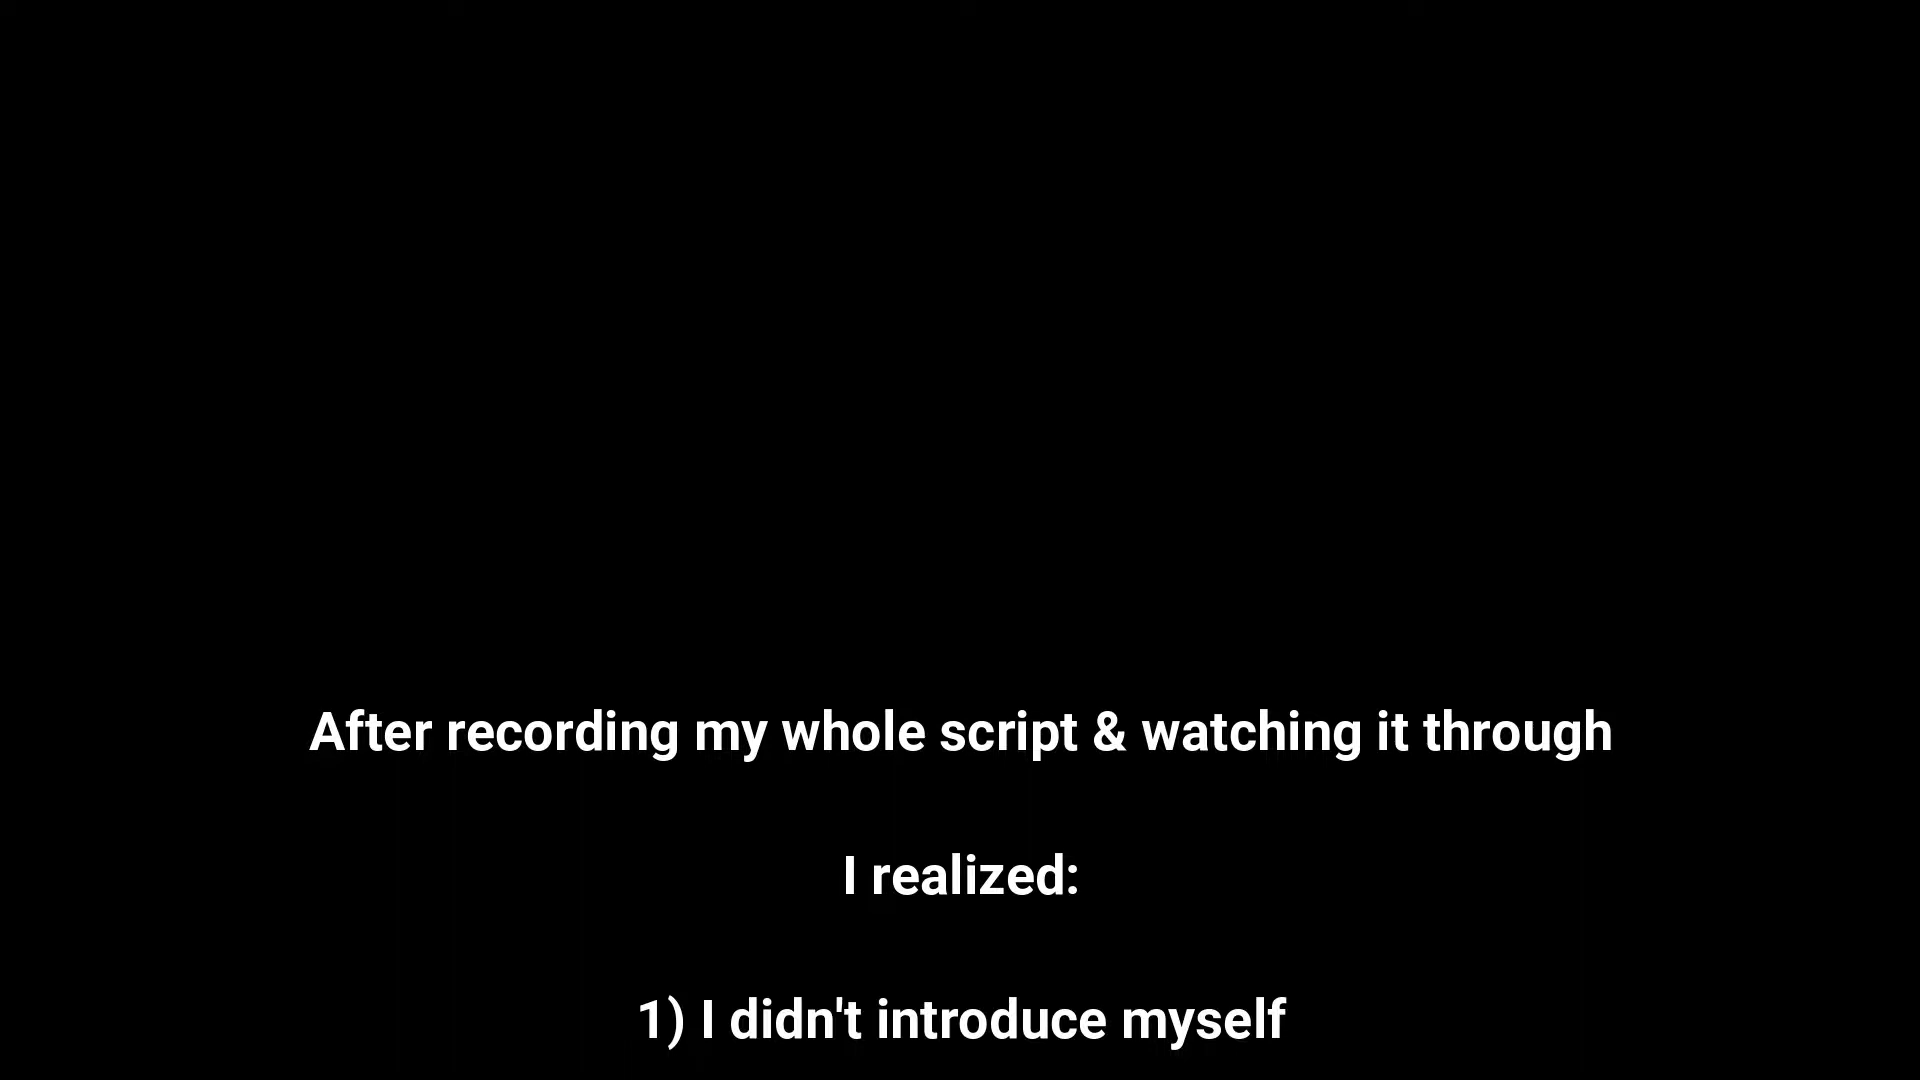 After recording my whole script & watching it through
I realized:
1) I didn't introduce myself